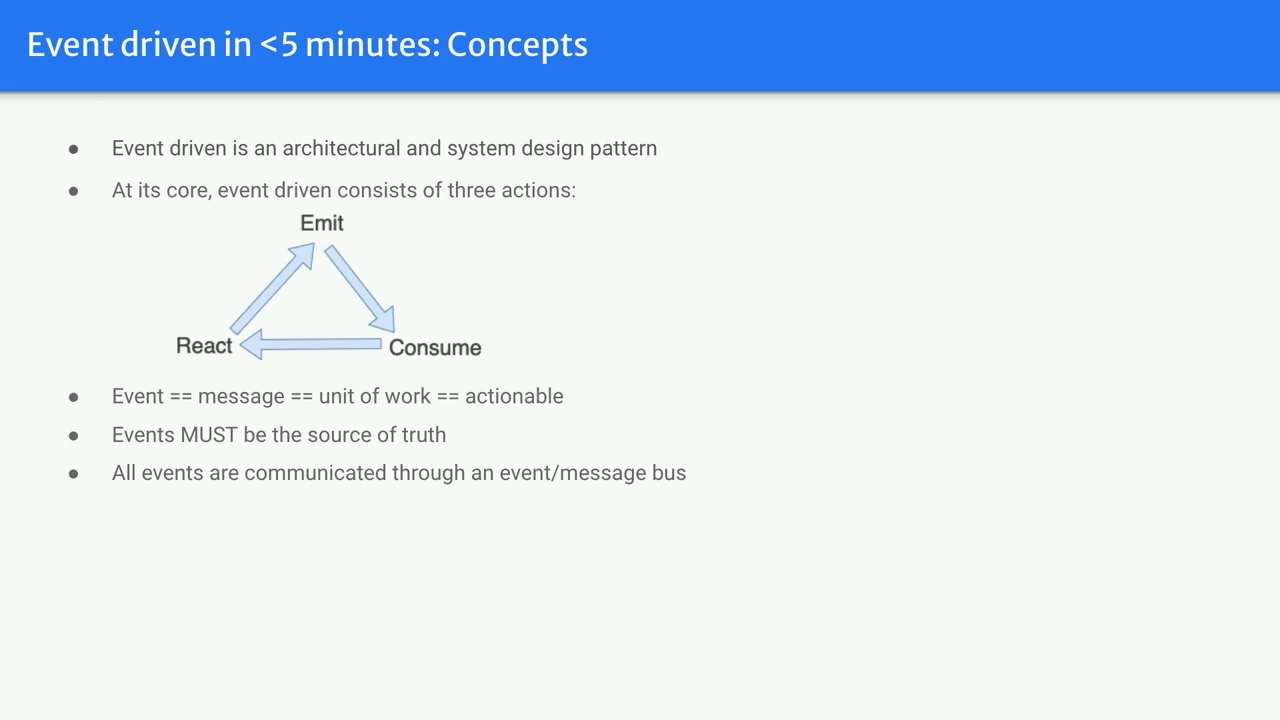 Event driven in <5 minutes: Concepts
● Event driven is an architectural and system design pattern
● At its core, event driven consists of three actions:
Emit
React
Consume
● Event == message == unit of work == actionable
● Events MUST be the source of truth
● All events are communicated through an event/message bus